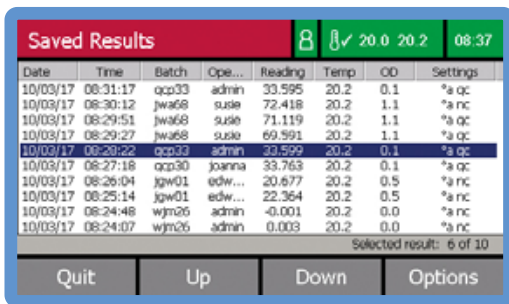 Saved Results 8 20.0 20.2 08:37
Date Time Batch Ope... Reading Temp OD Settings
10/03/17 08:31:17 qcp33 admin 33.595 20.2 0.1 °a qc
10/03/17 08:30:12 jwa68 susie 72.418 20.2 1.1 °a nc
10/03/17 08:29:51 jwa68 susie 71.119 20.2 1.1 °a qc
10/03/17 08:29:27 jwa68 susie 69.591 20.2 1.1 °a qc
10/03/17 08:28:22 qcp33 admin 33.599 20.2 0.1 °a qc
10/03/17 08:27:18 qcp30 joanna 33.763 20.2 0.1 °a qc
10/03/17 08:26:04 jgw01 edw... 20.677 20.2 0.5 °a nc
10/03/17 08:25:14 jgw01 edw... 22.364 20.2 0.5 °a nc
10/03/17 08:24:48 wjm26 admin -0.001 20.2 0.0 °a nc
10/03/17 08:24:07 wjm26 admin 0.003 20.2 0.0 °a nc
Selected result: 6 of 10
Quit Up Down Options